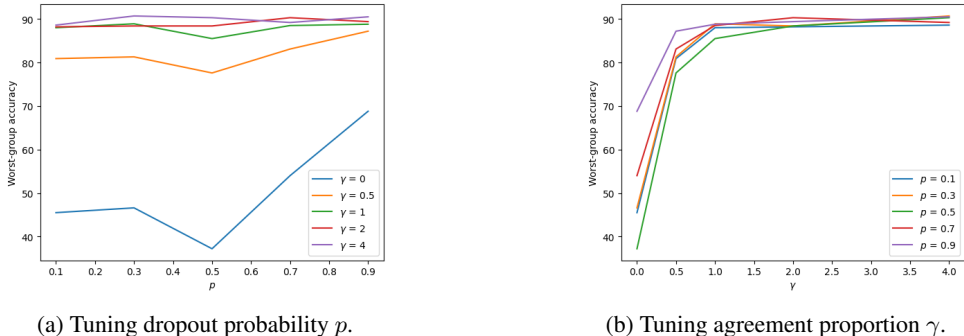 90
80
70
60
50
40
Worst-group accuracy
0.1 0.2 0.3 0.4 0.5 0.6 0.7 0.8 0.9
p
γ = 0
γ = 0.5
γ = 1
γ = 2
γ = 4
(a) Tuning dropout probability p.
90
80
70
60
50
40
Worst-group accuracy
0.0 0.5 1.0 1.5 2.0 2.5 3.0 3.5 4.0
γ
p = 0.1
p = 0.3
p = 0.5
p = 0.7
p = 0.9
(b) Tuning agreement proportion γ.